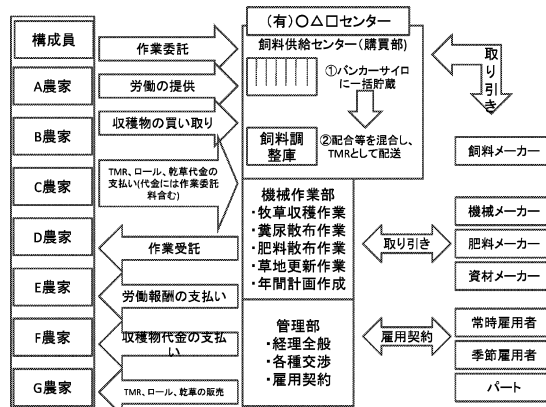 構成員
A農家
B農家
C農家
D農家
E農家
F農家
G農家
作業委託
労働の提供
収穫物の買い取り
TMR、ロール、乾草代金の
支払い(代金には作業委託
料含む)
作業受託
労働報酬の支払い
収穫物代金の支払
い
TMR、ロール、乾草の販売
(有)○△□センター
飼料供給センター(購買部)
①バンカーサイロ
に一括貯蔵
飼料調
整庫
②配合等を混合し、
TMRとして配送
機械作業部
・牧草収穫作業
・糞尿散布作業
・肥料散布作業
・草地更新作業
・年間計画作成
管理部
・経理全般
・各種交渉
・雇用契約
取り引き
取り引き
雇用契約
飼料メーカー
機械メーカー
肥料メーカー
資材メーカー
常時雇用者
季節雇用者
パート